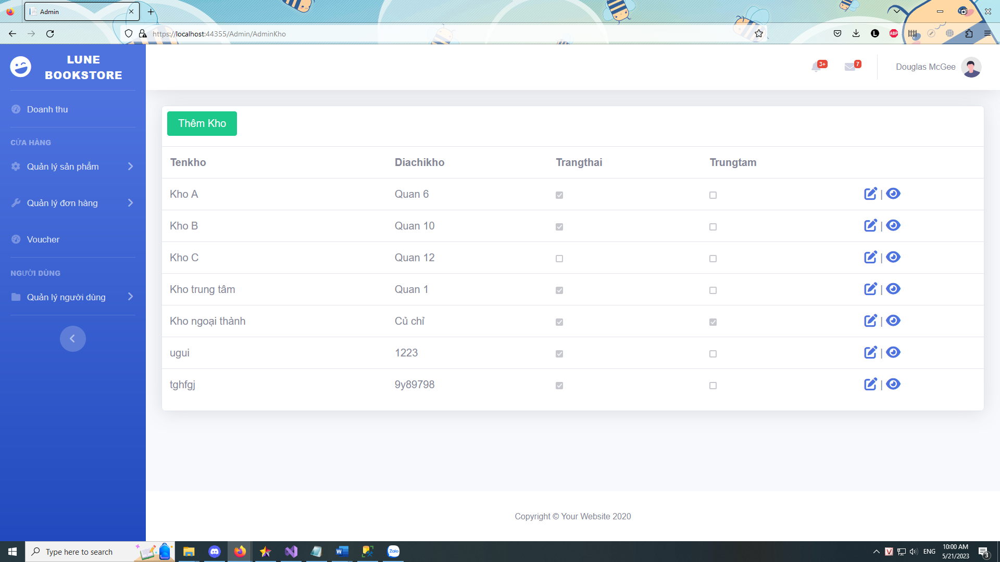 Admin
https://localhost:44355/Admin/AdminKho
ABP
LUNE
BOOKSTORE
3+
7
Douglas McGee
Doanh thu
CỬA HÀNG
Quản lý sản phẩm
Quản lý đơn hàng
Voucher
NGƯỜI DÙNG
Quản lý người dùng
Thêm Kho
Tenkho Diachikho Trangthai Trungtam
Kho A Quan 6 |
Kho B Quan 10 |
Kho C Quan 12 |
Kho trung tâm Quan 1 |
Kho ngoại thành Củ chỉ |
ugui 1223 |
tghfgj 9y89798 |
Copyright © Your Website 2020
Type here to search
Zalo
ENG
10:00 AM
5/21/2023
3